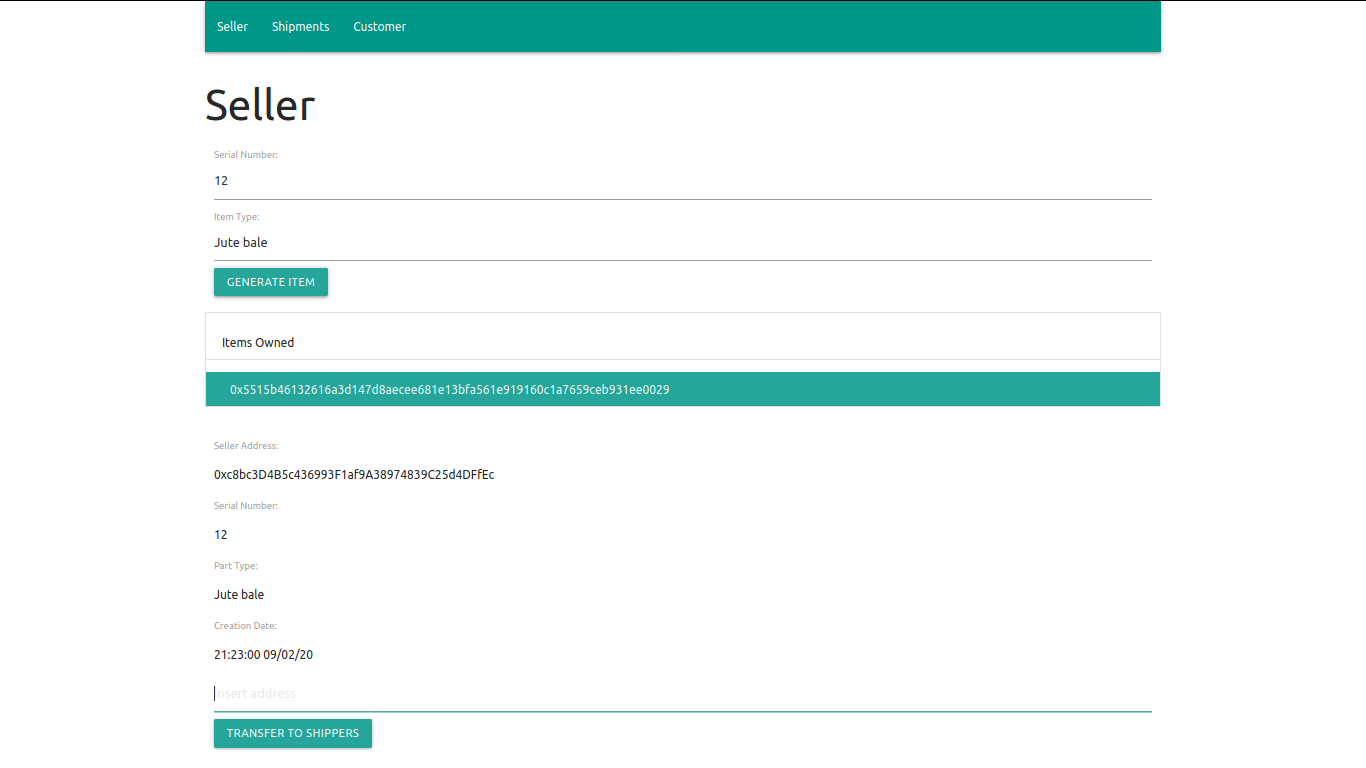 Seller Shipments Customer
Seller
Serial Number:
12
Item Type:
Jute bale
GENERATE ITEM
Items Owned
0x5515b46132616a3d147d8aecee681e13bfa561e919160c1a7659ceb931ee0029
Seller Address:
0xc8bc3D4B5c436993F1af9A38974839C25d4DFfEc
Serial Number:
12
Part Type:
Jute bale
Creation Date:
21:23:00 09/02/20
Insert address
TRANSFER TO SHIPPERS